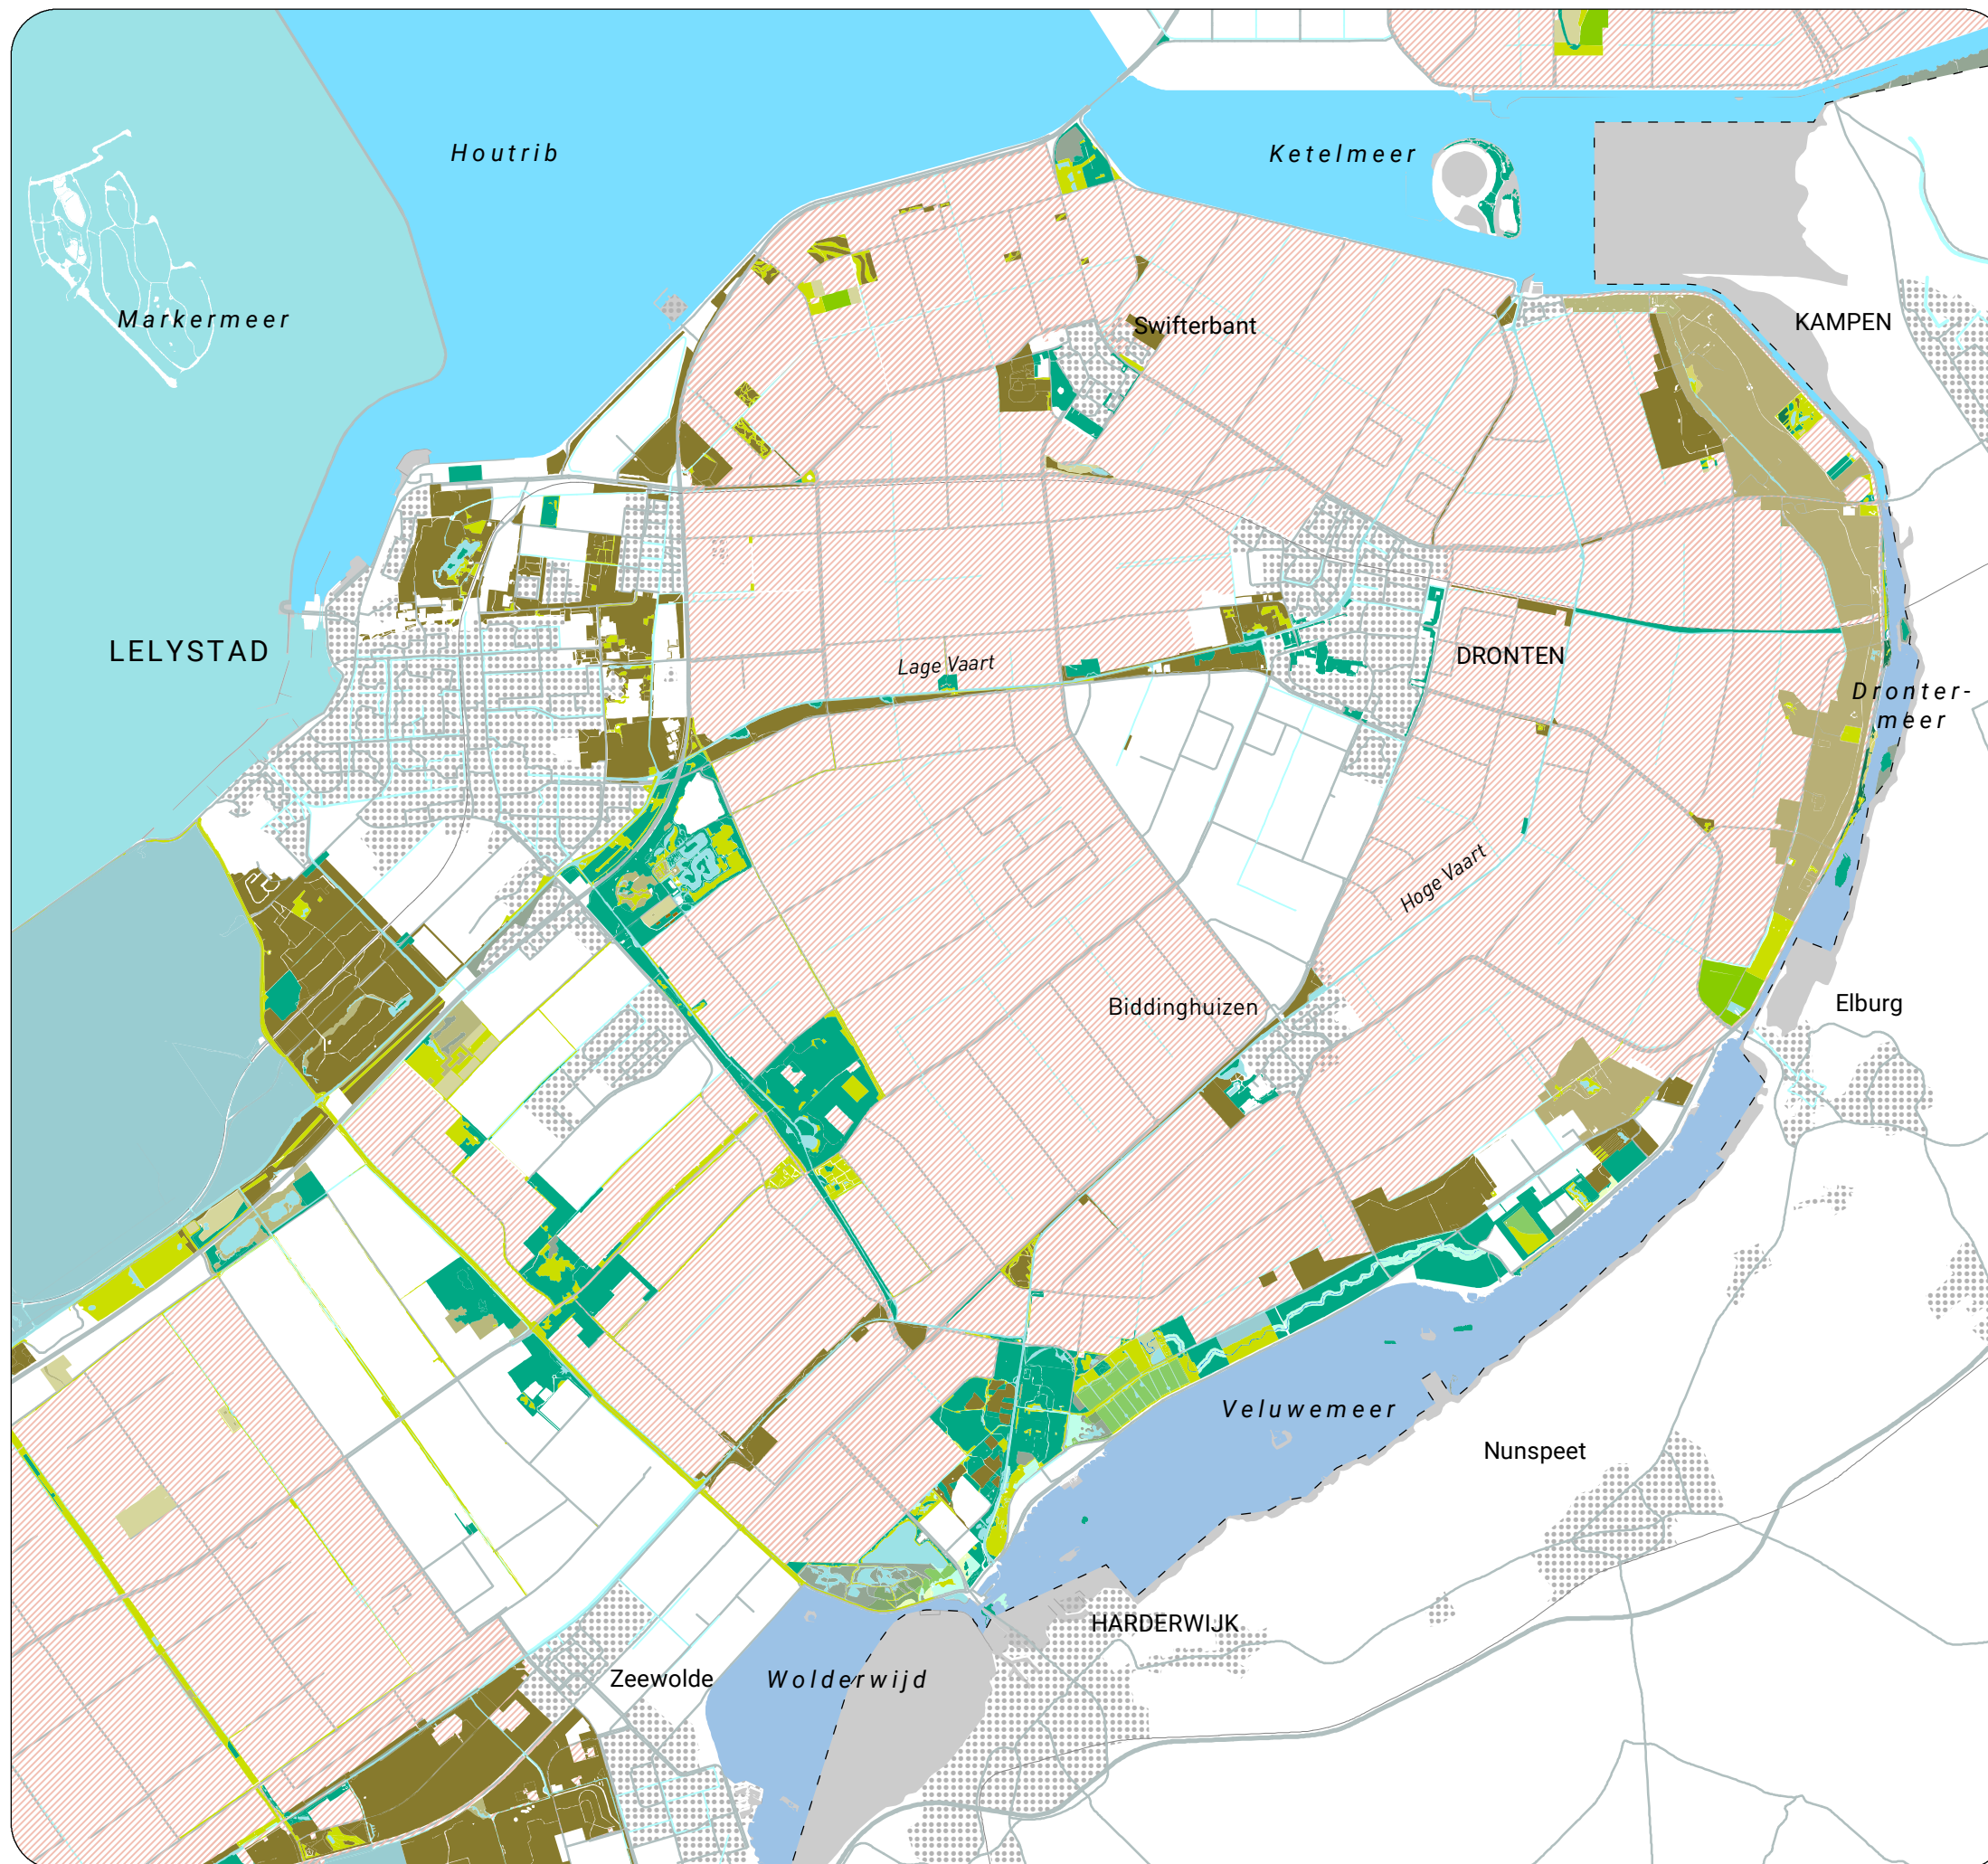 Houtrib
Ketelmeer
Markermeer
Swifterbant
KAMPEN
LELYSTAD
Lage Vaart
DRONTEN
Dronter-
meer
Hoge Vaart
Biddinghuizen
Elburg
Veluwemeer
Nunspeet
HARDERWIJK
Zeewolde
Wolderwijd